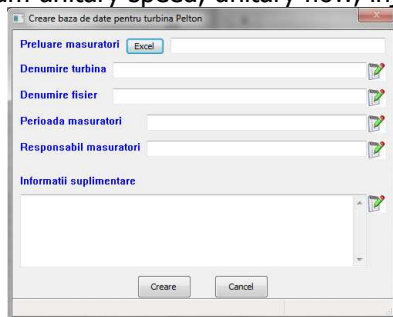 Creare baza de date pentru turbina Pelton
Preluare masuratori Excel
Denumire turbina
Denumire fisier
Perioada masuratori
Responsabil masuratori
Informatii suplimentare
Creare Cancel